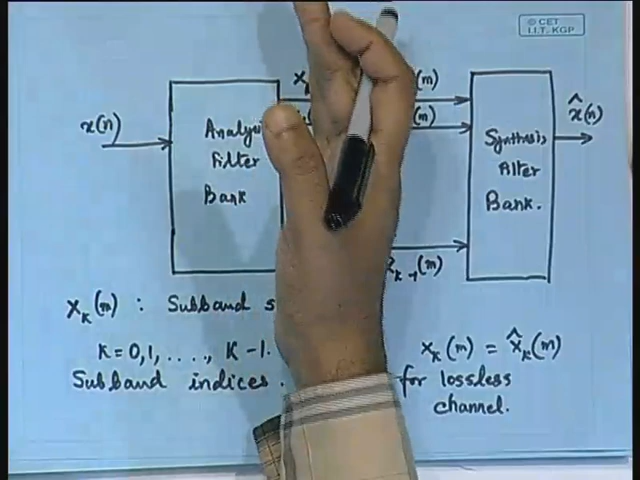 © CET
I.I.T. KGP
x(n)
Analysis
Filter
Bank
(m)
(m)
Synthesis
Filter
Bank.
x̂(n)
(m)
X_k(m) : Subband
k = 0, 1, ...., K-1.
Subband indices.
X_k(m) = X̂_k(m)
for lossless
channel.